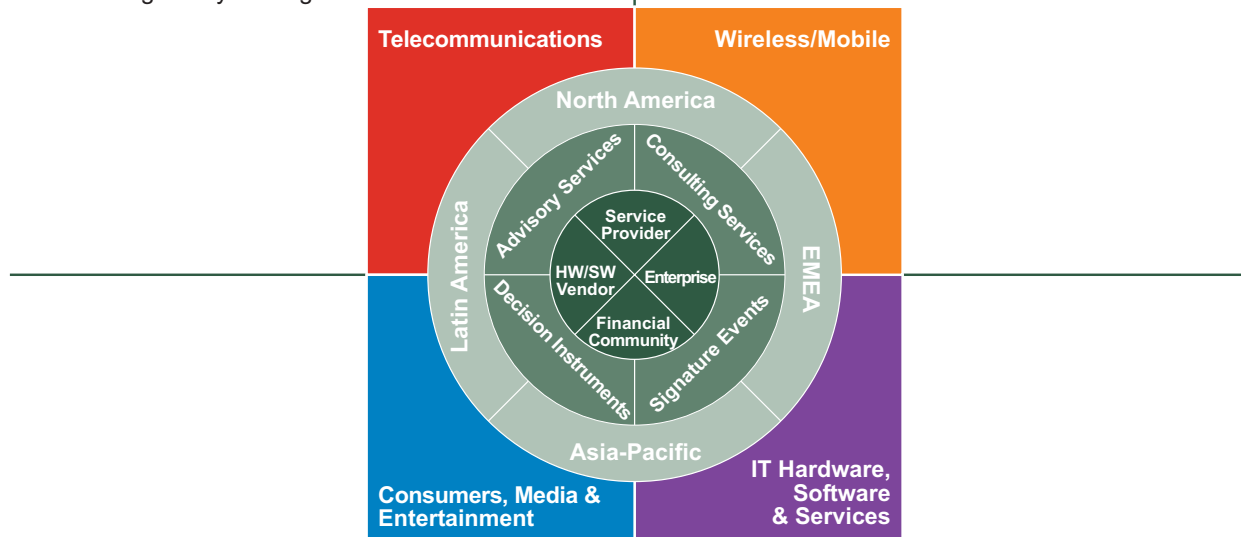 Telecommunications
Wireless/Mobile
North America
Advisory Services
Consulting Services
Service
Provider
Latin America
HW/SW
Vendor
Enterprise
EMEA
Financial
Community
Decision Instruments
Signature Events
Asia-Pacific
Consumers, Media &
Entertainment
IT Hardware,
Software
& Services